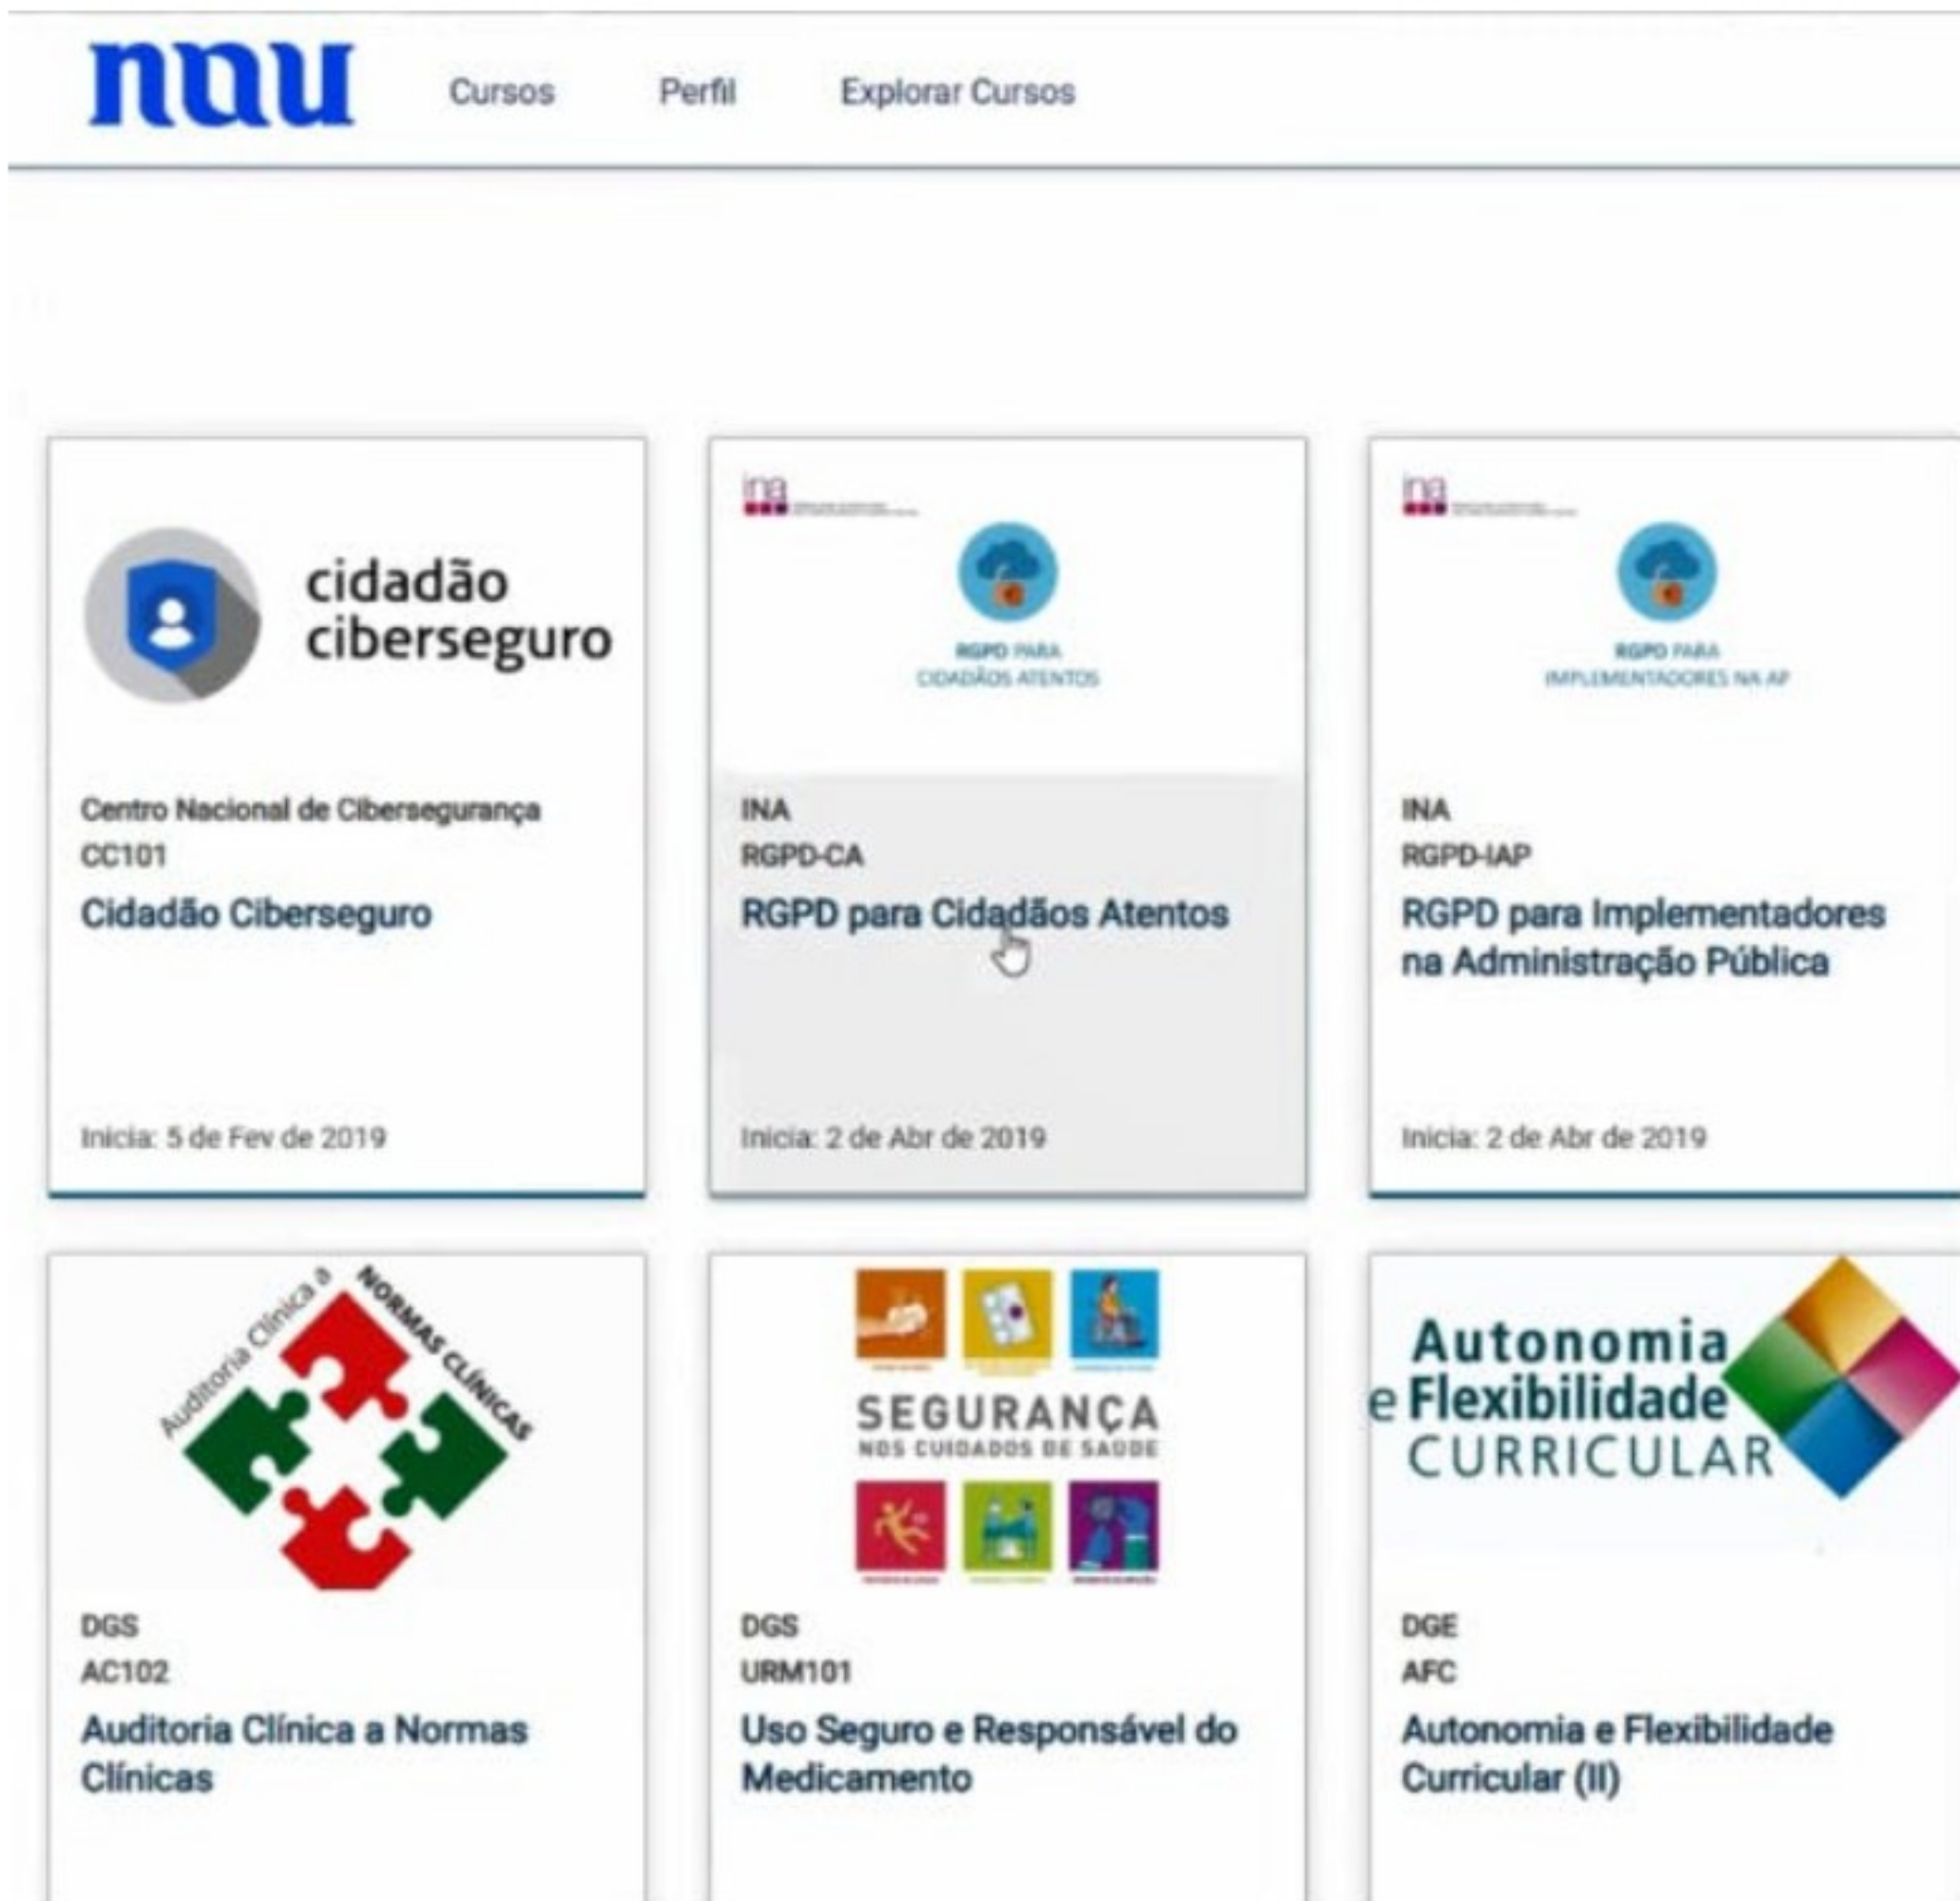 nau
Cursos
Perfil
Explorar Cursos
cidadão
ciberseguro
Centro Nacional de Cibersegurança
CC101
Cidadão Ciberseguro
Inicia: 5 de Fev de 2019
ina
RGPD PARA
CIDADÃOS ATENTOS
INA
RGPD-CA
RGPD para Cidadãos Atentos
Inicia: 2 de Abr de 2019
ina
RGPD PARA
IMPLEMENTADORES NA AP
INA
RGPD-IAP
RGPD para Implementadores
na Administração Pública
Inicia: 2 de Abr de 2019
Auditoria Clínica a
NORMAS CLÍNICAS
DGS
AC102
Auditoria Clínica a Normas
Clínicas
SEGURANÇA
NOS CUIDADOS DE SAÚDE
DGS
URM101
Uso Seguro e Responsável do
Medicamento
Autonomia
e Flexibilidade
CURRICULAR
DGE
AFC
Autonomia e Flexibilidade
Curricular (II)